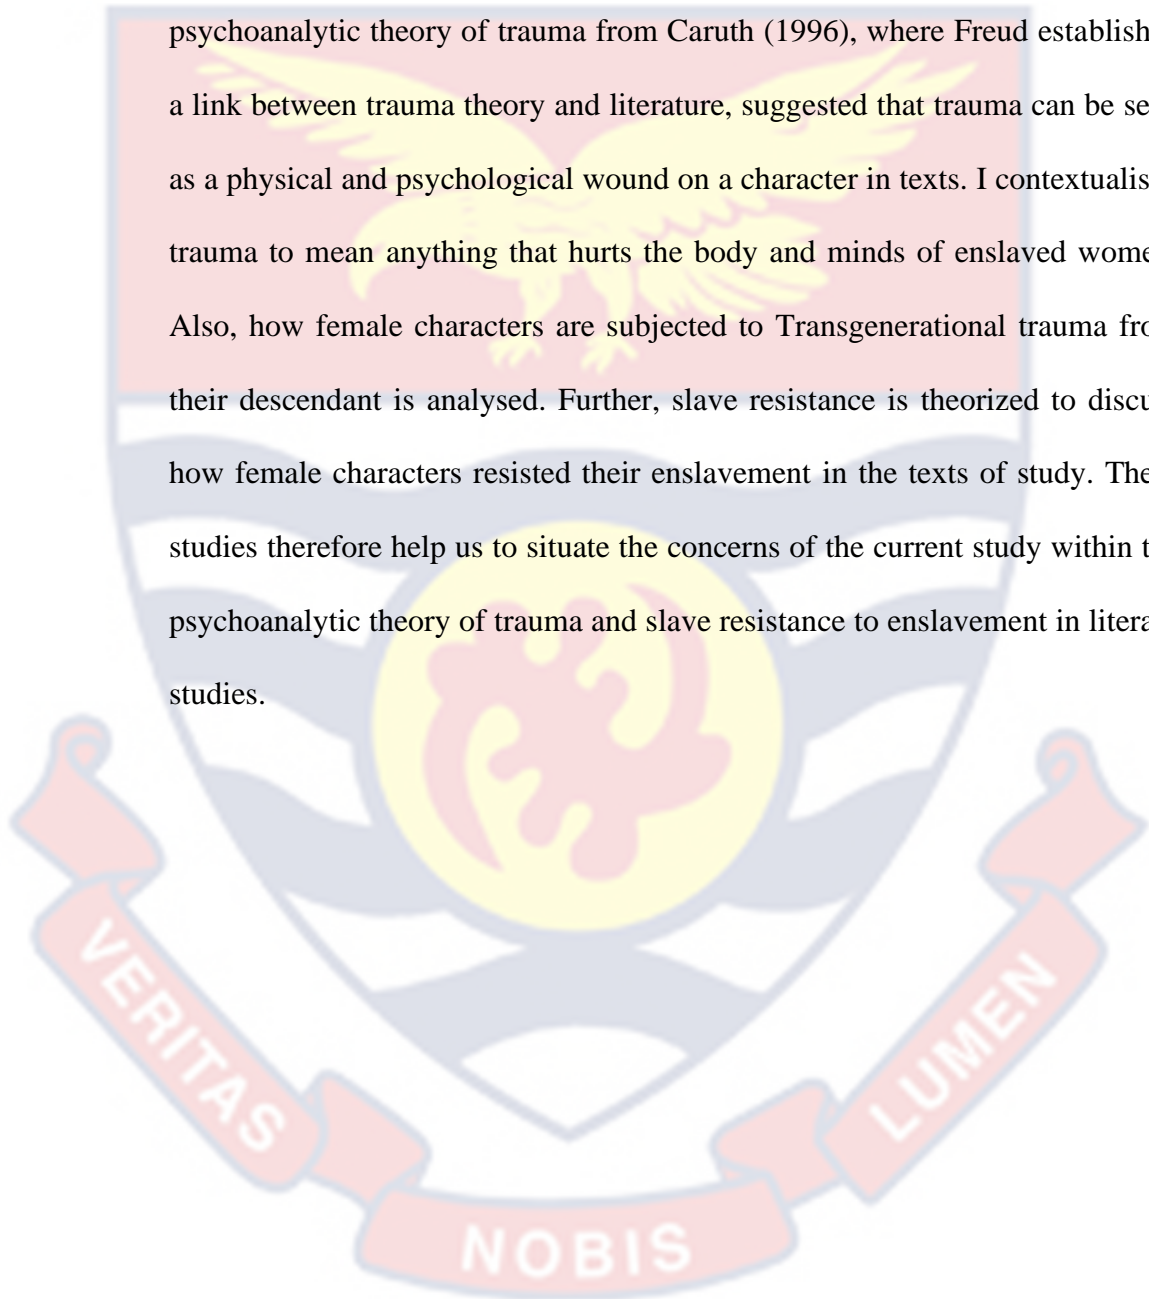 psychoanalytic theory of trauma from Caruth (1996), where Freud establish
a link between trauma theory and literature, suggested that trauma can be se
as a physical and psychological wound on a character in texts. I contextualis
trauma to mean anything that hurts the body and minds of enslaved wome
Also, how female characters are subjected to Transgenerational trauma fro
their descendant is analysed. Further, slave resistance is theorized to discu
how female characters resisted their enslavement in the texts of study. The
studies therefore help us to situate the concerns of the current study within t
psychoanalytic theory of trauma and slave resistance to enslavement in litera
studies.
VERITAS
NOBIS
LUMEN